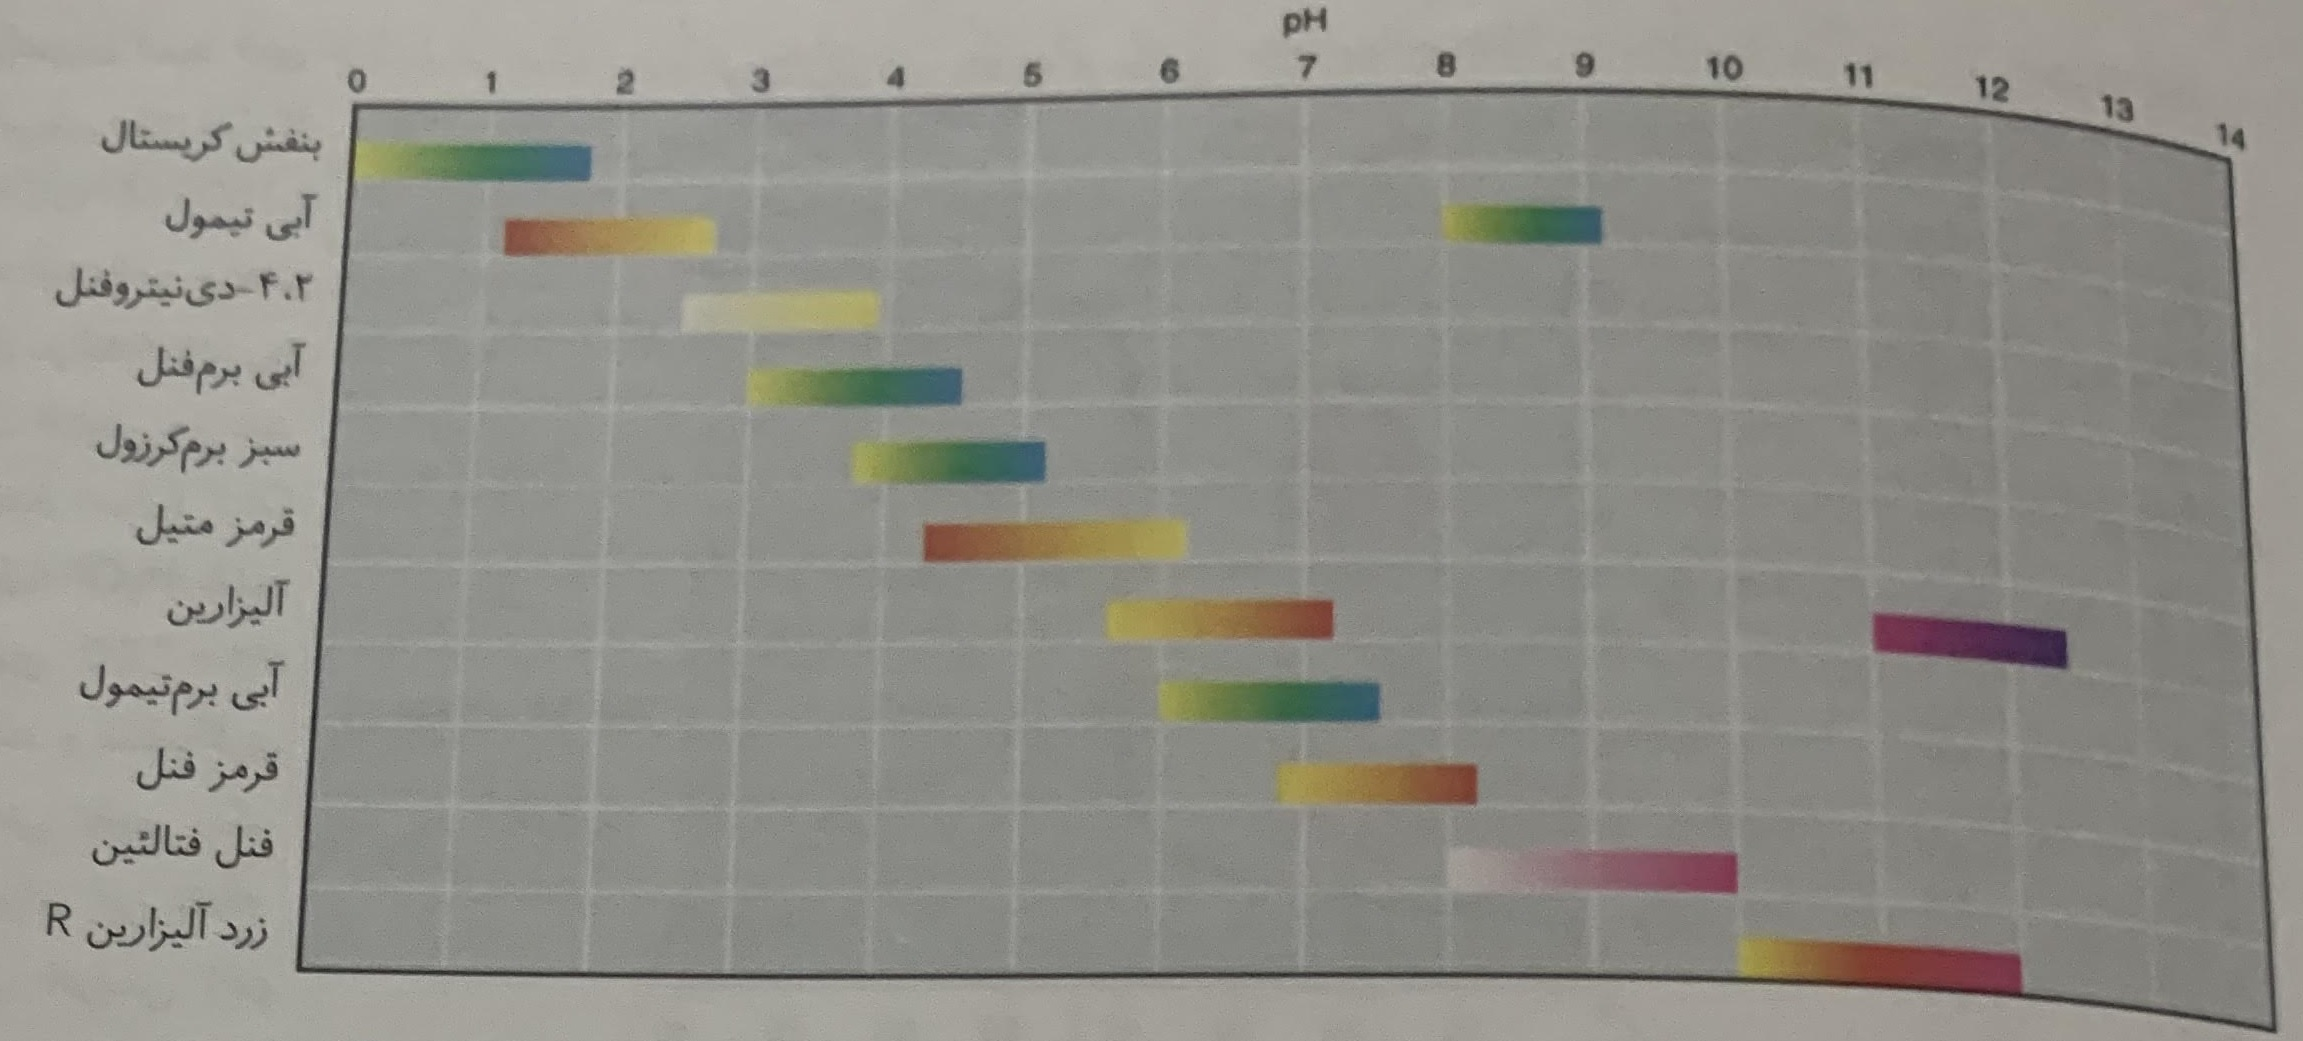 pH
0 1 2 3 4 5 6 7 8 9 10 11 12 13 14
بنفش کریستال
آبی تیمول
۴،۲-دی‌نیتروفنل
آبی برم‌فنل
سبز برم‌کرزول
قرمز متیل
آلیزارین
آبی برم‌تیمول
قرمز فنل
فنل فتالئین
زرد آلیزارین R